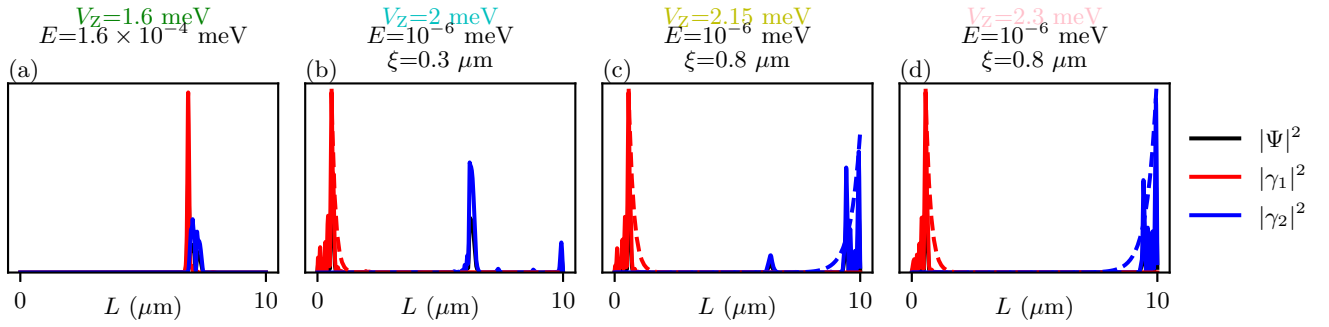 V_Z=1.6 meV
E=1.6 × 10⁻⁴ meV
(a)
0
10
L (μm)
V_Z=2 meV
E=10⁻⁶ meV
ξ=0.3 μm
(b)
0
10
L (μm)
V_Z=2.15 meV
E=10⁻⁶ meV
ξ=0.8 μm
(c)
0
10
L (μm)
V_Z=2.3 meV
E=10⁻⁶ meV
ξ=0.8 μm
(d)
0
10
L (μm)
|Ψ|²
|γ₁|²
|γ₂|²